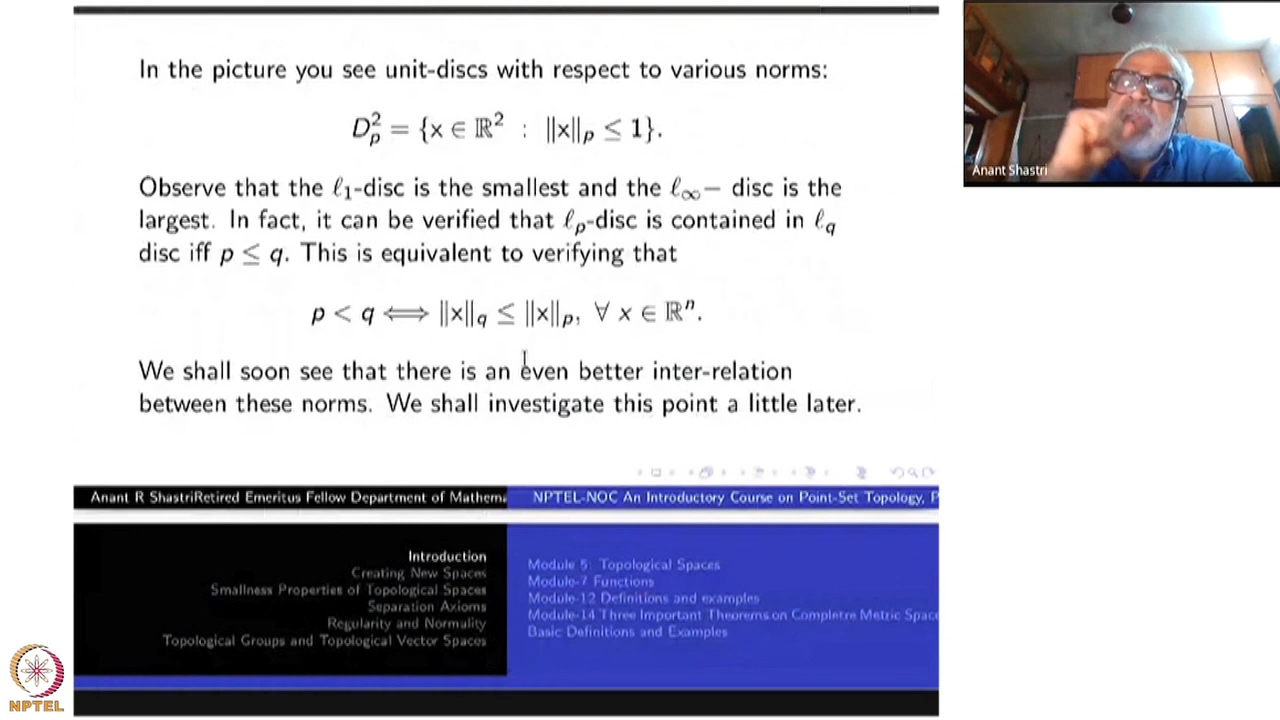 In the picture you see unit-discs with respect to various norms:
D²ₚ = {x ∈ ℝ² : ||x||ₚ ≤ 1}.
Observe that the ℓ₁-disc is the smallest and the ℓ∞− disc is the
largest. In fact, it can be verified that ℓₚ-disc is contained in ℓq
disc iff p ≤ q. This is equivalent to verifying that
p < q ⟺ ||x||q ≤ ||x||ₚ, ∀ x ∈ ℝⁿ.
We shall soon see that there is an even better inter-relation
between these norms. We shall investigate this point a little later.
Anant Shastri
Anant R ShastriRetired Emeritus Fellow Department of Mathema
NPTEL-NOC An Introductory Course on Point-Set Topology, P
Introduction
Creating New Spaces
Smallness Properties of Topological Spaces
Separation Axioms
Regularity and Normality
Topological Groups and Topological Vector Spaces
Module 5: Topological Spaces
Module-7 Functions
Module-12 Definitions and examples
Module-14 Three Important Theorems on Completre Metric Space
Basic Definitions and Examples
NPTEL